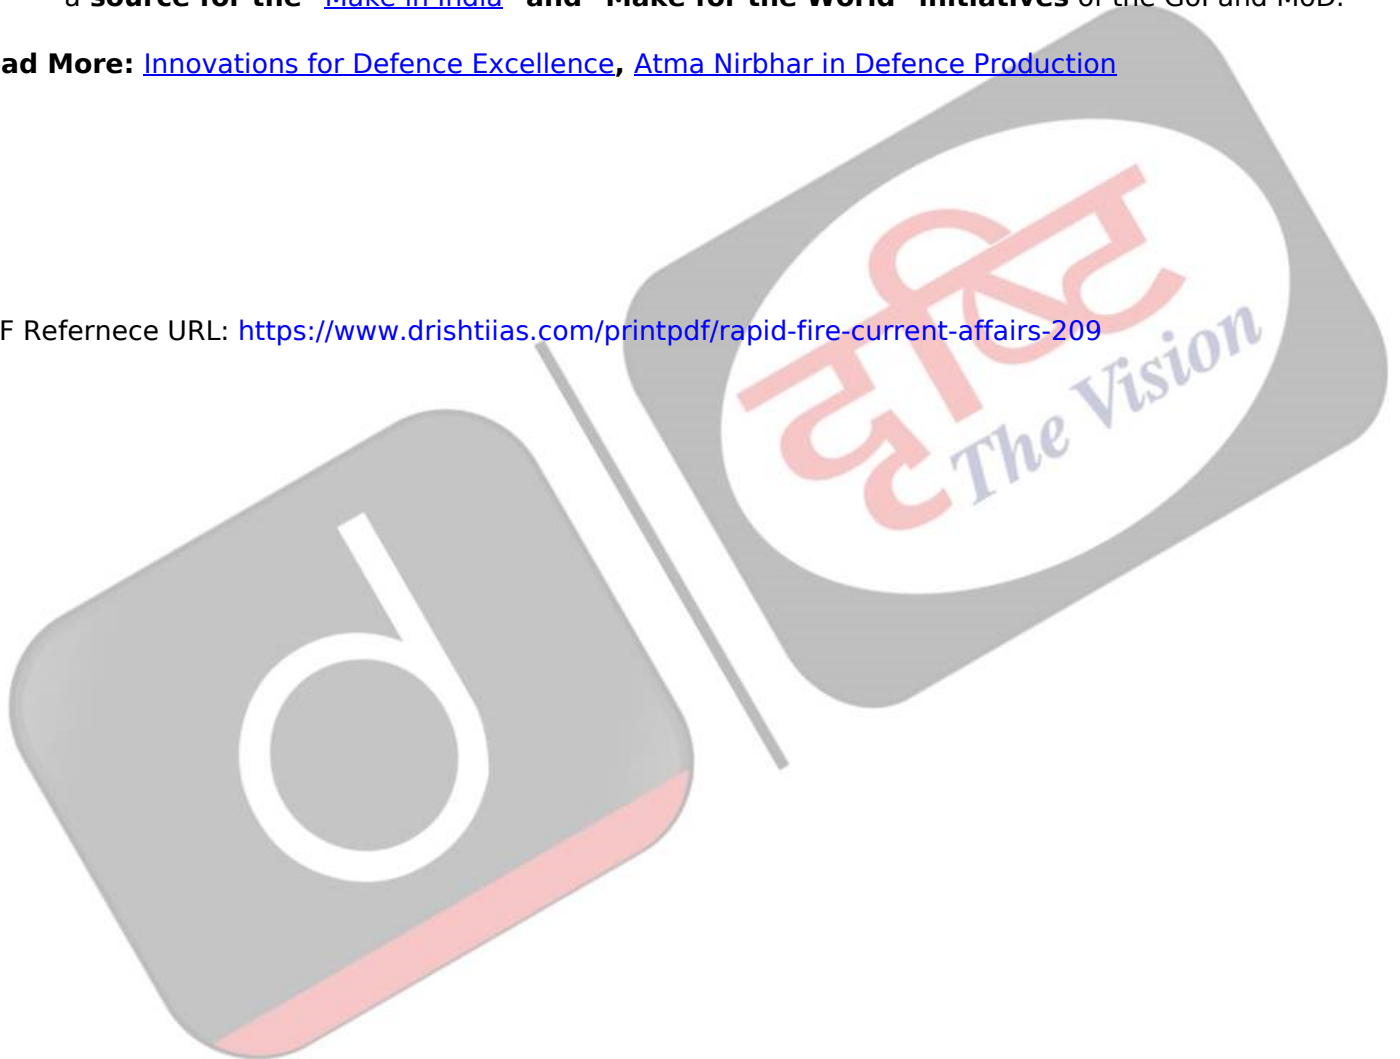 a source for the "Make in India" and "Make for the World" initiatives of the GoI and MoD.
ad More: Innovations for Defence Excellence, Atma Nirbhar in Defence Production
F Refernece URL: https://www.drishtiias.com/printpdf/rapid-fire-current-affairs-209
दृष्टि
The Vision
d